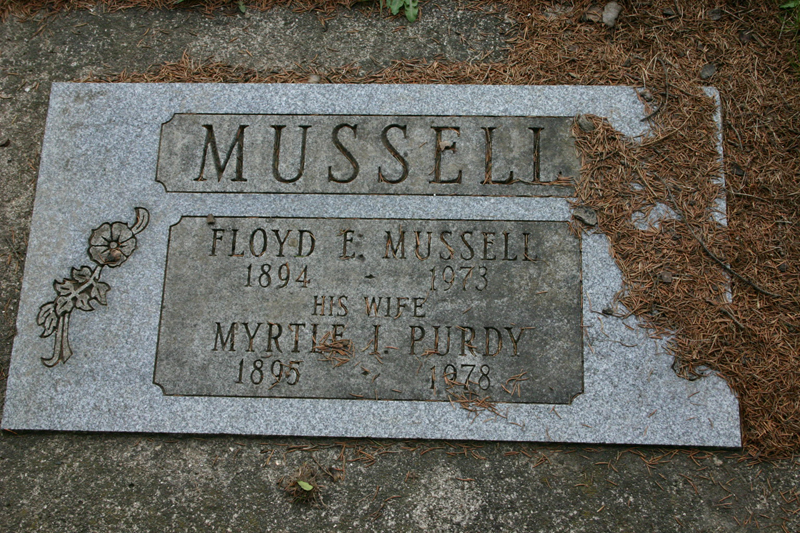 MUSSELL
FLOYD E. MUSSELL
1894 - 1973
HIS WIFE
MYRTLE I. PURDY
1895 - 1978